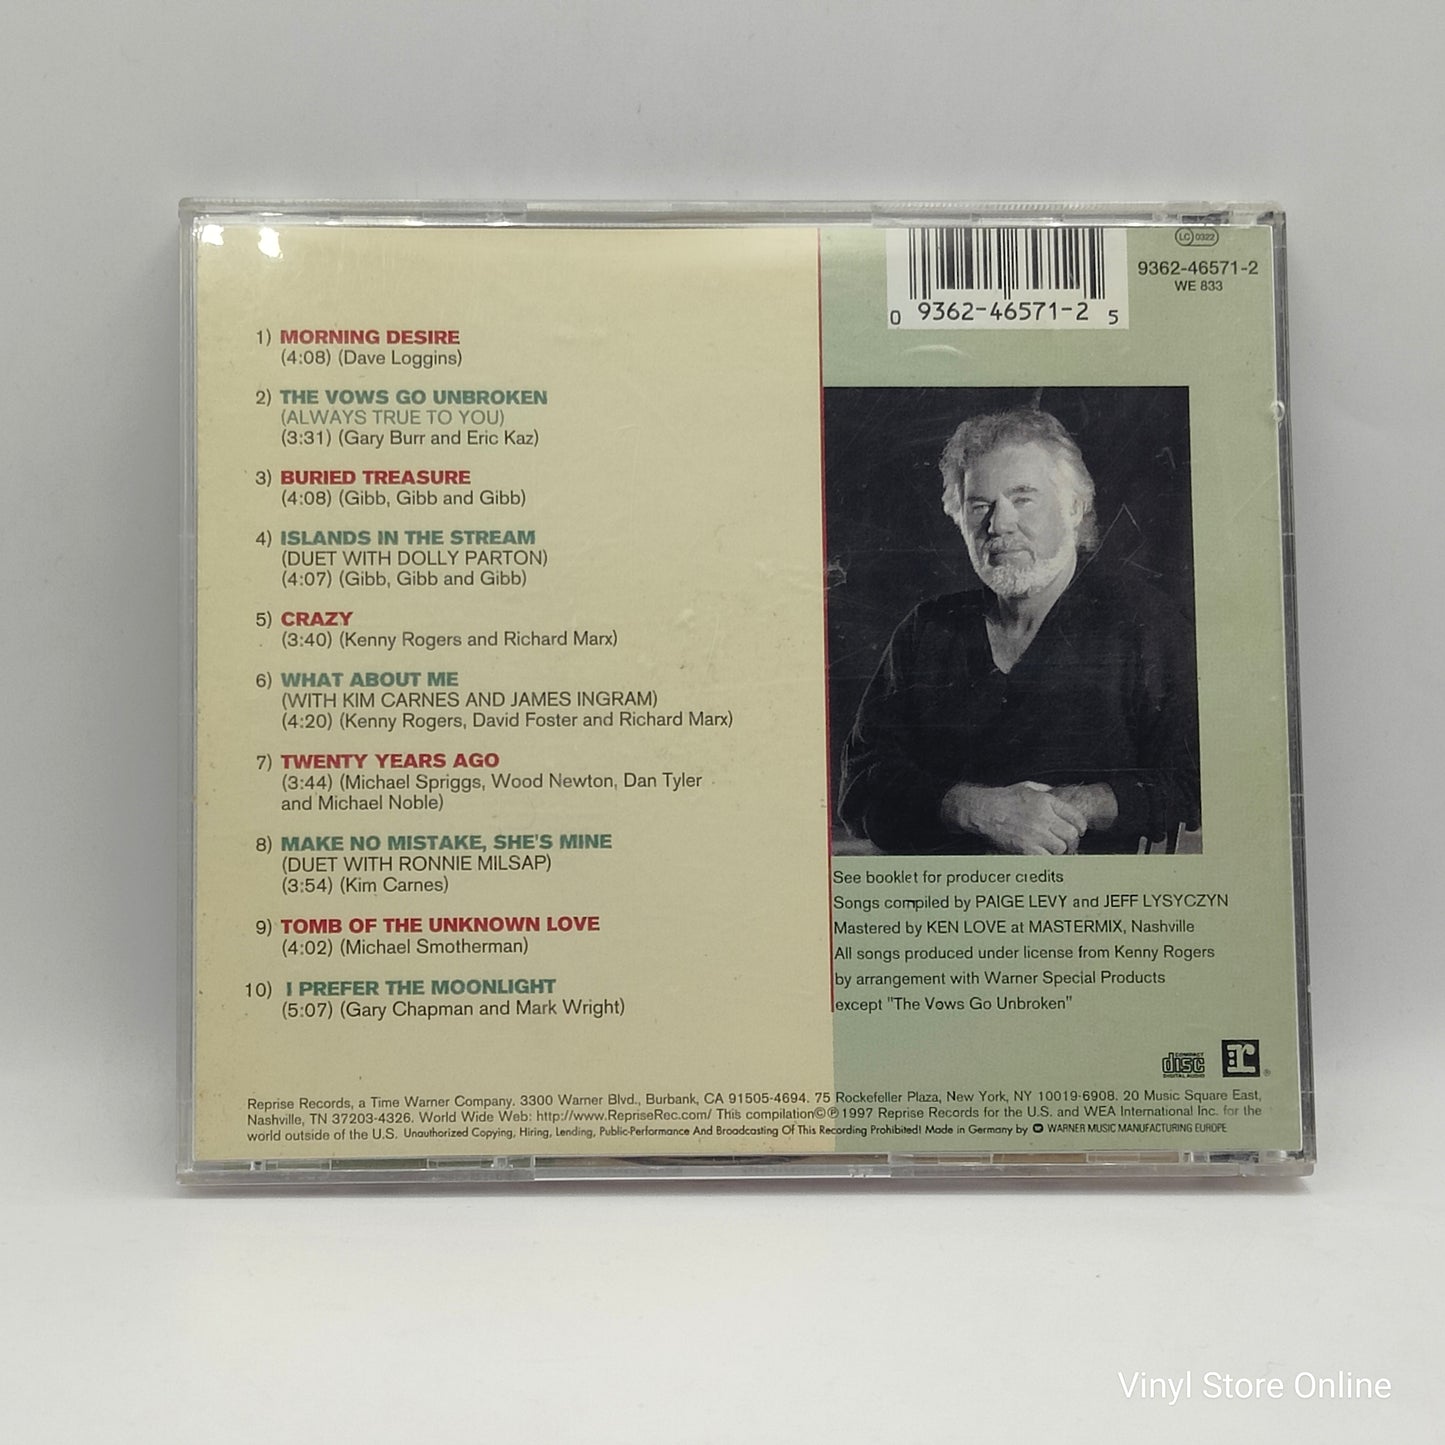 1) MORNING DESIRE
(4:08) (Dave Loggins)
2) THE VOWS GO UNBROKEN
(ALWAYS TRUE TO YOU)
(3:31) (Gary Burr and Eric Kaz)
3) BURIED TREASURE
(4:08) (Gibb, Gibb and Gibb)
4) ISLANDS IN THE STREAM
(DUET WITH DOLLY PARTON)
(4:07) (Gibb, Gibb and Gibb)
5) CRAZY
(3:40) (Kenny Rogers and Richard Marx)
6) WHAT ABOUT ME
(WITH KIM CARNES AND JAMES INGRAM)
(4:20) (Kenny Rogers, David Foster and Richard Marx)
7) TWENTY YEARS AGO
(3:44) (Michael Spriggs, Wood Newton, Dan Tyler
and Michael Noble)
8) MAKE NO MISTAKE, SHE'S MINE
(DUET WITH RONNIE MILSAP)
(3:54) (Kim Carnes)
9) TOMB OF THE UNKNOWN LOVE
(4:02) (Michael Smotherman)
10) I PREFER THE MOONLIGHT
(5:07) (Gary Chapman and Mark Wright)
0 9362-46571-2 5
LC 0322
9362-46571-2
WE 833
See booklet for producer credits
Songs compiled by PAIGE LEVY and JEFF LYSYCZYN
Mastered by KEN LOVE at MASTERMIX, Nashville
All songs produced under license from Kenny Rogers
by arrangement with Warner Special Products
except "The Vows Go Unbroken"
COMPACT
disc
DIGITAL AUDIO
r ®
Reprise Records, a Time Warner Company. 3300 Warner Blvd., Burbank, CA 91505-4694. 75 Rockefeller Plaza, New York, NY 10019-6908. 20 Music Square East,
Nashville, TN 37203-4326. World Wide Web: http://www.RepriseRec.com/ This compilation © ℗ 1997 Reprise Records for the U.S. and WEA International Inc. for the
world outside of the U.S. Unauthorized Copying, Hiring, Lending, Public-Performance And Broadcasting Of This Recording Prohibited! Made in Germany by WARNER MUSIC MANUFACTURING EUROPE
Vinyl Store Online